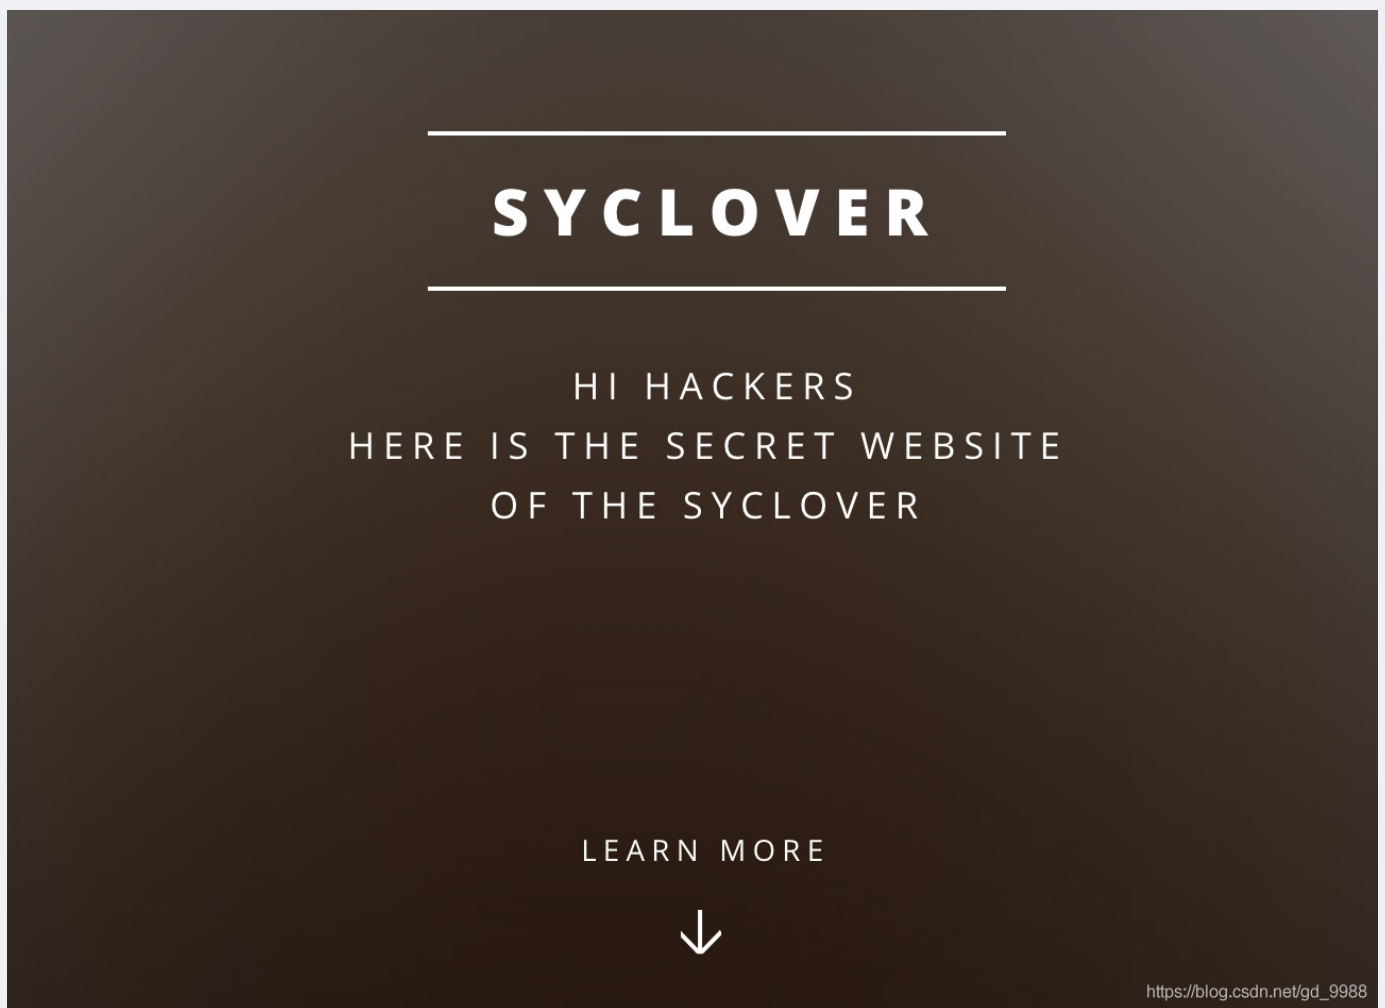 SYCLOVER
HI HACKERS
HERE IS THE SECRET WEBSITE
OF THE SYCLOVER
LEARN MORE
https://blog.csdn.net/gd_9988